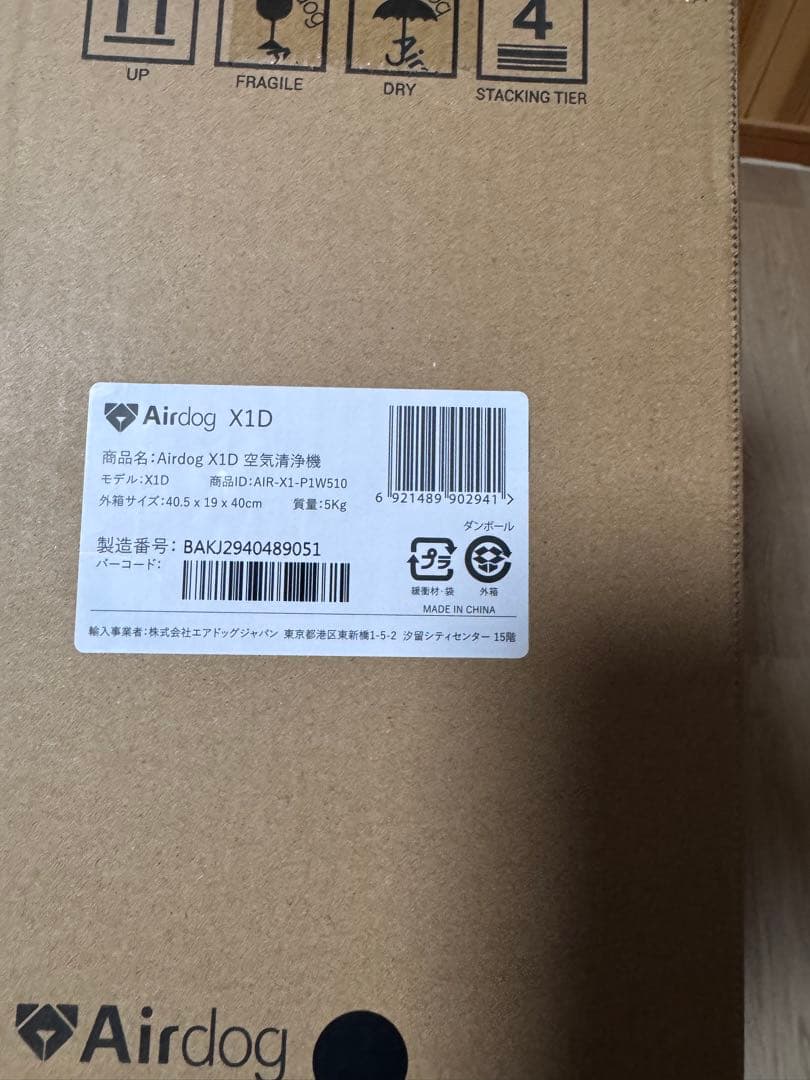 UP
FRAGILE
DRY
4
STACKING TIER
Airdog X1D
商品名:Airdog X1D 空気清浄機
モデル:X1D 商品ID:AIR-X1-P1W510
外箱サイズ:40.5 x 19 x 40cm 質量:5Kg
6 921489 902941 >
製造番号: BAKJ2940489051
バーコード:
ダンボール
プラ
緩衝材・袋 外箱
MADE IN CHINA
輸入事業者:株式会社エアドッグジャパン 東京都港区東新橋1-5-2 汐留シティセンター 15階
Airdog